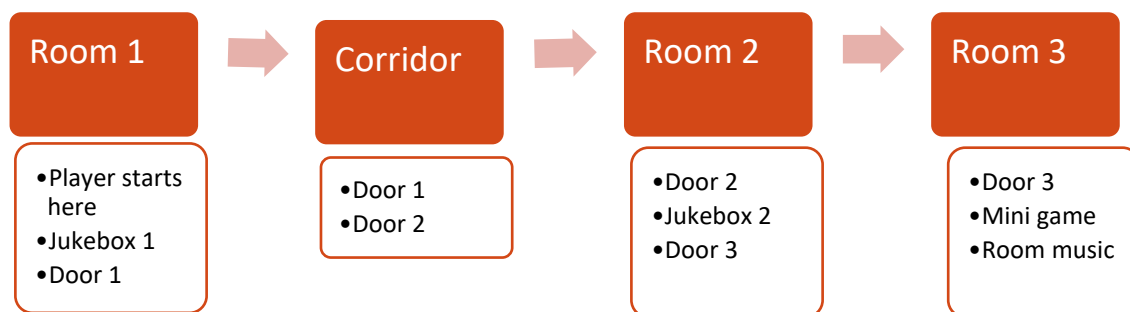 Room 1
Corridor
Room 2
Room 3
•Player starts
here
•Jukebox 1
•Door 1
•Door 1
•Door 2
•Door 2
•Jukebox 2
•Door 3
•Door 3
•Mini game
•Room music